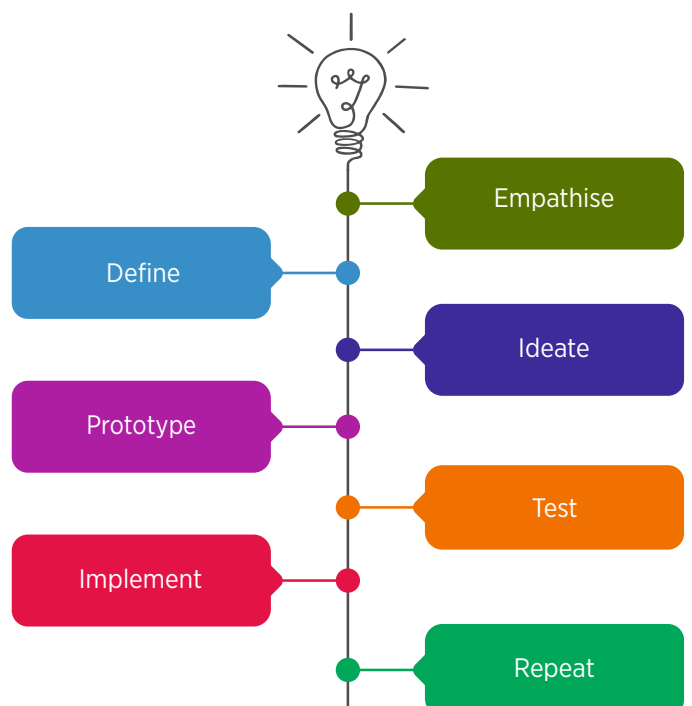 Empathise
Define
Ideate
Prototype
Test
Implement
Repeat